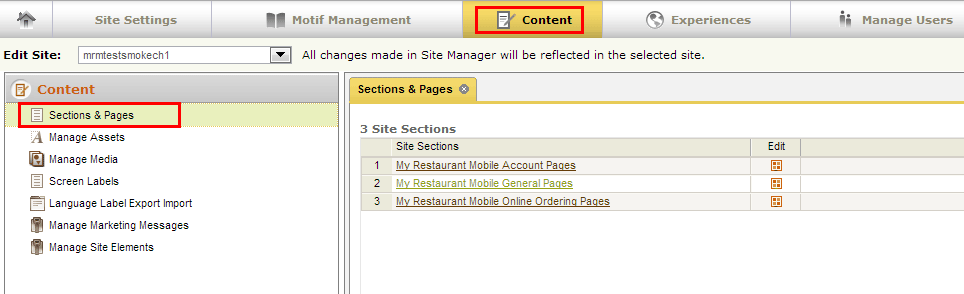 Site Settings Motif Management Content Experiences Manage Users
Edit Site: mrmtestsmokech1 All changes made in Site Manager will be reflected in the selected site.
Content
Sections & Pages
Manage Assets
Manage Media
Screen Labels
Language Label Export Import
Manage Marketing Messages
Manage Site Elements
Sections & Pages
3 Site Sections
Site Sections Edit
1 My Restaurant Mobile Account Pages
2 My Restaurant Mobile General Pages
3 My Restaurant Mobile Online Ordering Pages